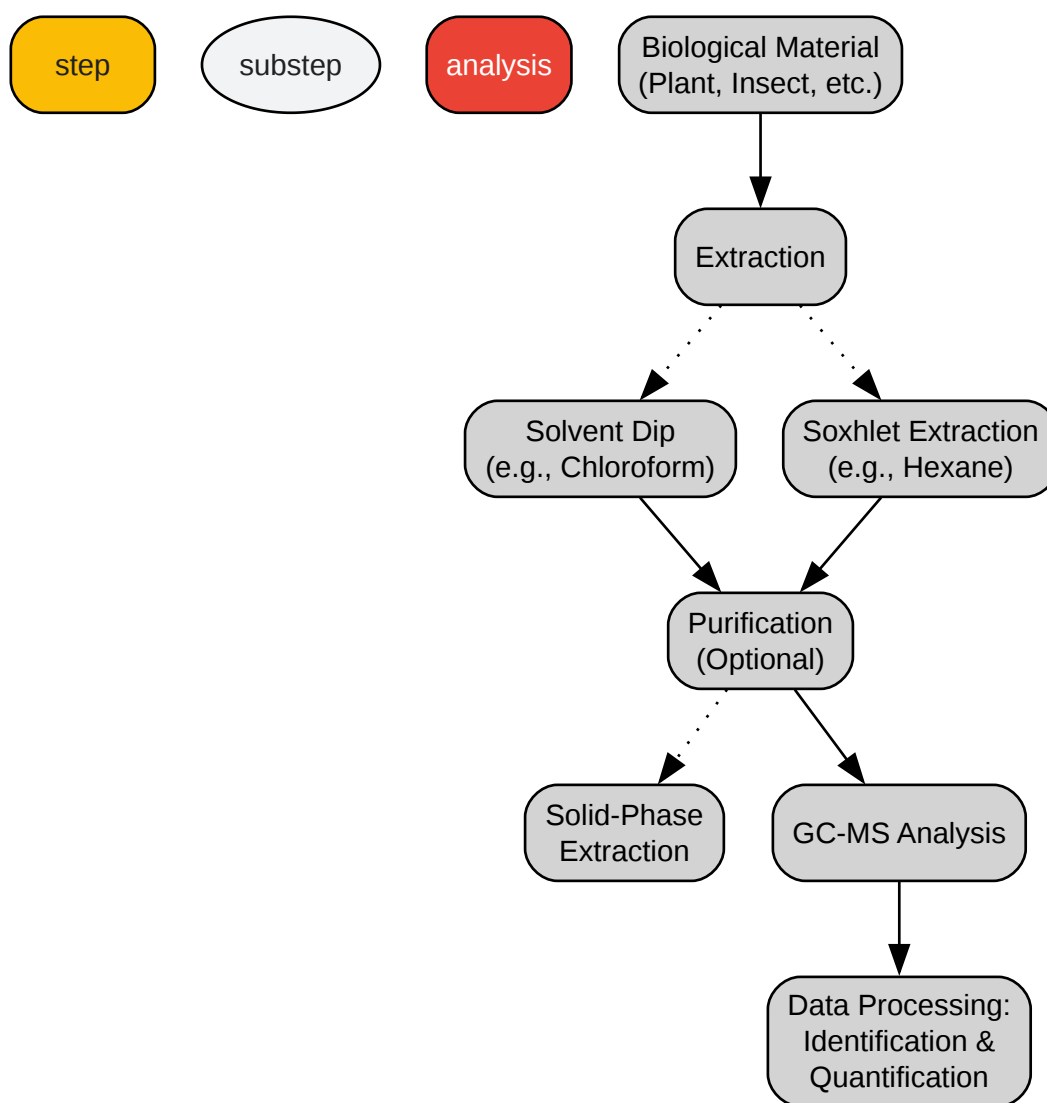 step
substep
analysis
Biological Material
(Plant, Insect, etc.)
Extraction
Solvent Dip
(e.g., Chloroform)
Soxhlet Extraction
(e.g., Hexane)
Purification
(Optional)
Solid-Phase
Extraction
GC-MS Analysis
Data Processing:
Identification &
Quantification